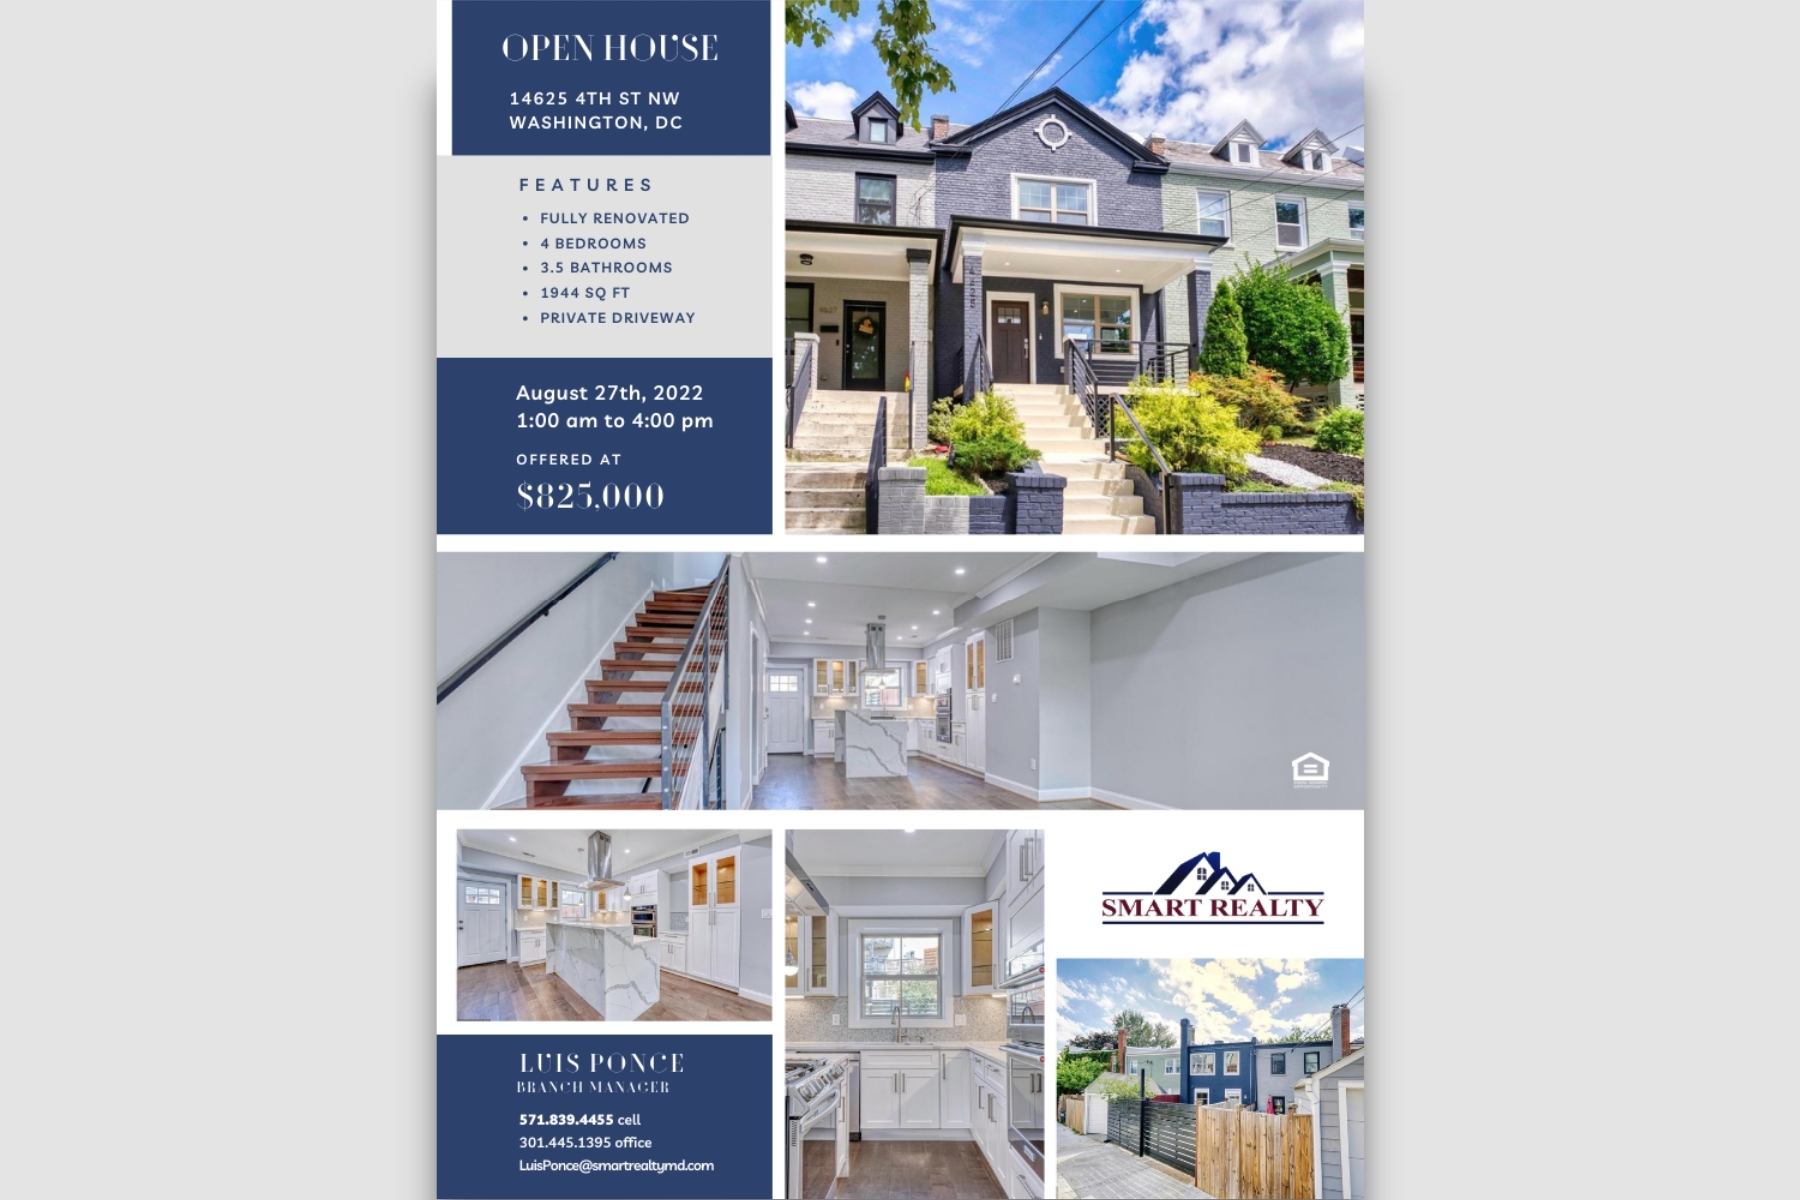 OPEN HOUSE
14625 4TH ST NW
WASHINGTON, DC
FEATURES
• FULLY RENOVATED
• 4 BEDROOMS
• 3.5 BATHROOMS
• 1944 SQ FT
• PRIVATE DRIVEWAY
August 27th, 2022
1:00 am to 4:00 pm
OFFERED AT
$825,000
SMART REALTY
LUIS PONCE
BRANCH MANAGER
571.839.4455 cell
301.445.1395 office
LuisPonce@smartrealtymd.com